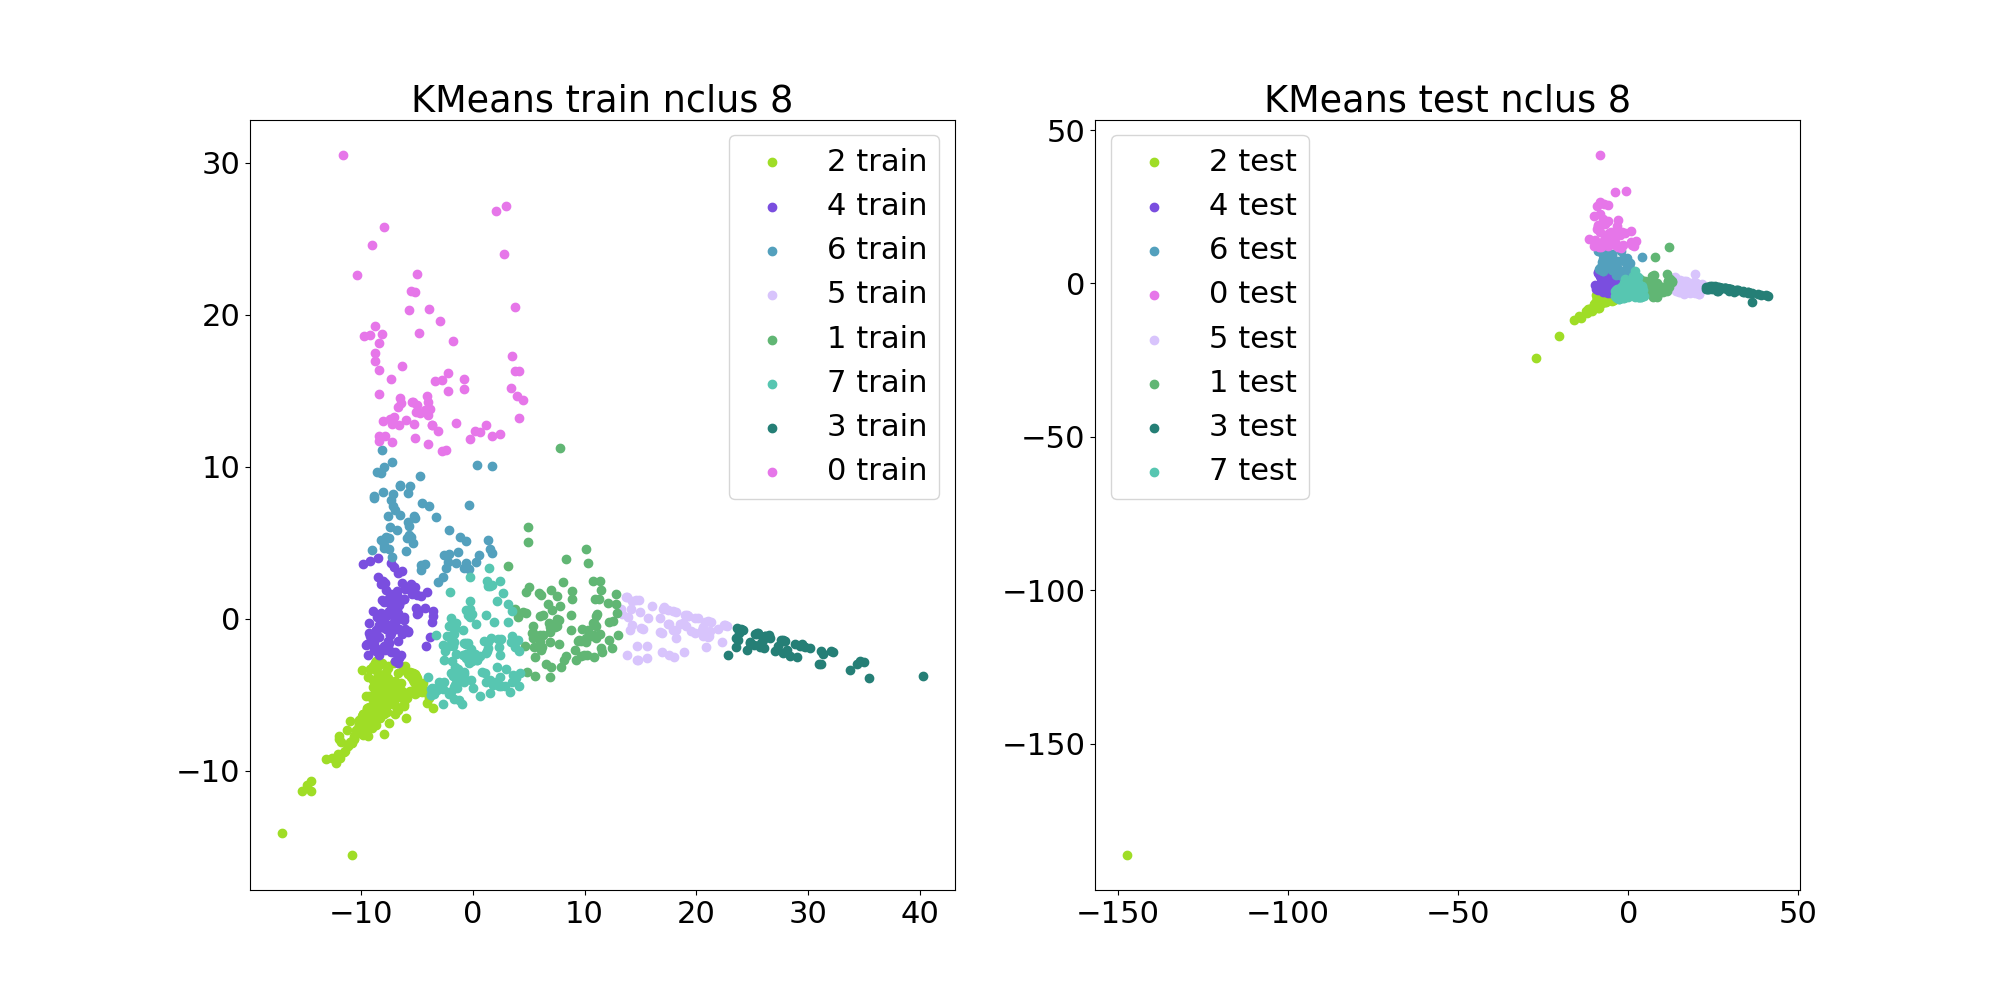 KMeans train nclus 8
30
20
10
0
−10
−10
0
10
20
30
40
2 train
4 train
6 train
5 train
1 train
7 train
3 train
0 train
KMeans test nclus 8
50
0
−50
−100
−150
−150
−100
−50
0
50
2 test
4 test
6 test
0 test
5 test
1 test
3 test
7 test